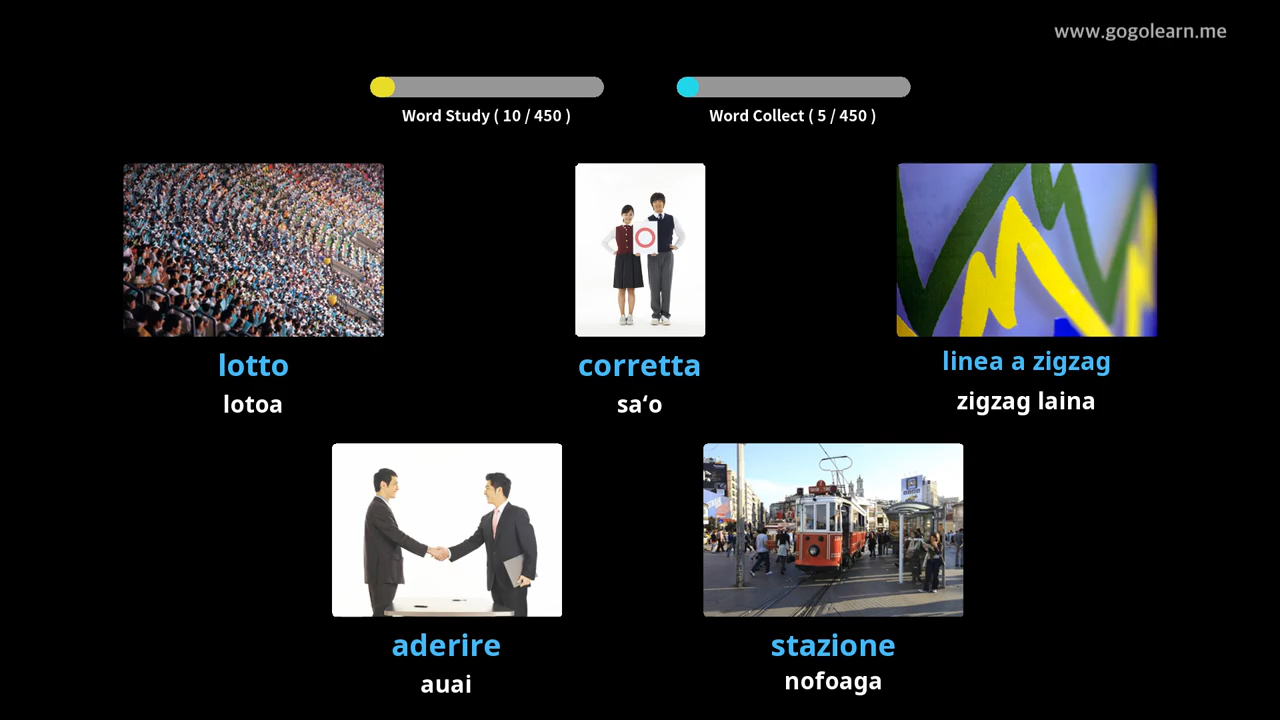 www.gogolearn.me
Word Study ( 10 / 450 )
Word Collect ( 5 / 450 )
lotto
lotoa
corretta
sa‘o
linea a zigzag
zigzag laina
aderire
auai
stazione
nofoaga